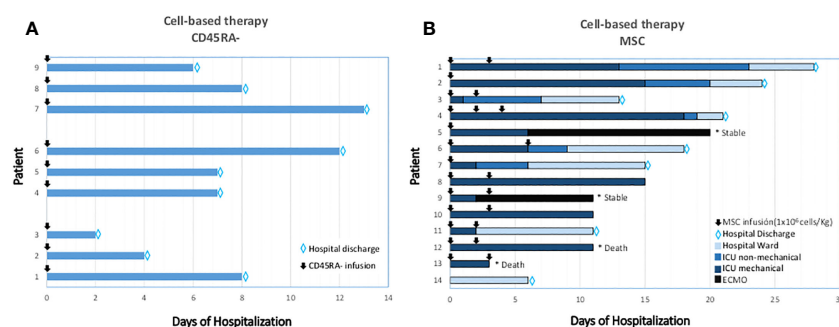 A
Cell-based therapy
CD45RA-
Patient
9
8
7
6
5
4
3
2
1
0 2 4 6 8 10 12 14
Days of Hospitalization
Hospital discharge
CD45RA- infusion
B
Cell-based therapy
MSC
Patient
1
2
3
4
5
* Stable
6
7
8
9
* Stable
10
11
12
* Death
13
* Death
14
0 5 10 15 20 25 30
Days of Hospitalization
MSC infusión(1x10⁶cells/Kg)
Hospital Discharge
Hospital Ward
ICU non-mechanical
ICU mechanical
ECMO